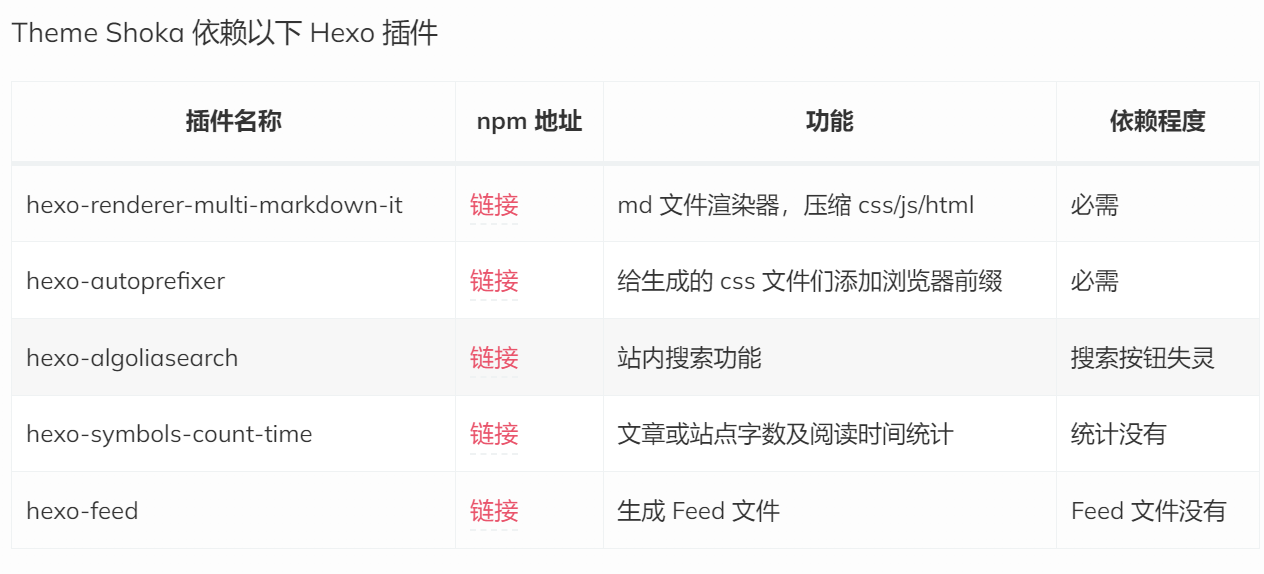 Theme Shoka 依赖以下 Hexo 插件
插件名称 npm 地址 功能 依赖程度
hexo-renderer-multi-markdown-it 链接 md 文件渲染器，压缩 css/js/html 必需
hexo-autoprefixer 链接 给生成的 css 文件们添加浏览器前缀 必需
hexo-algoliasearch 链接 站内搜索功能 搜索按钮失灵
hexo-symbols-count-time 链接 文章或站点字数及阅读时间统计 统计没有
hexo-feed 链接 生成 Feed 文件 Feed 文件没有